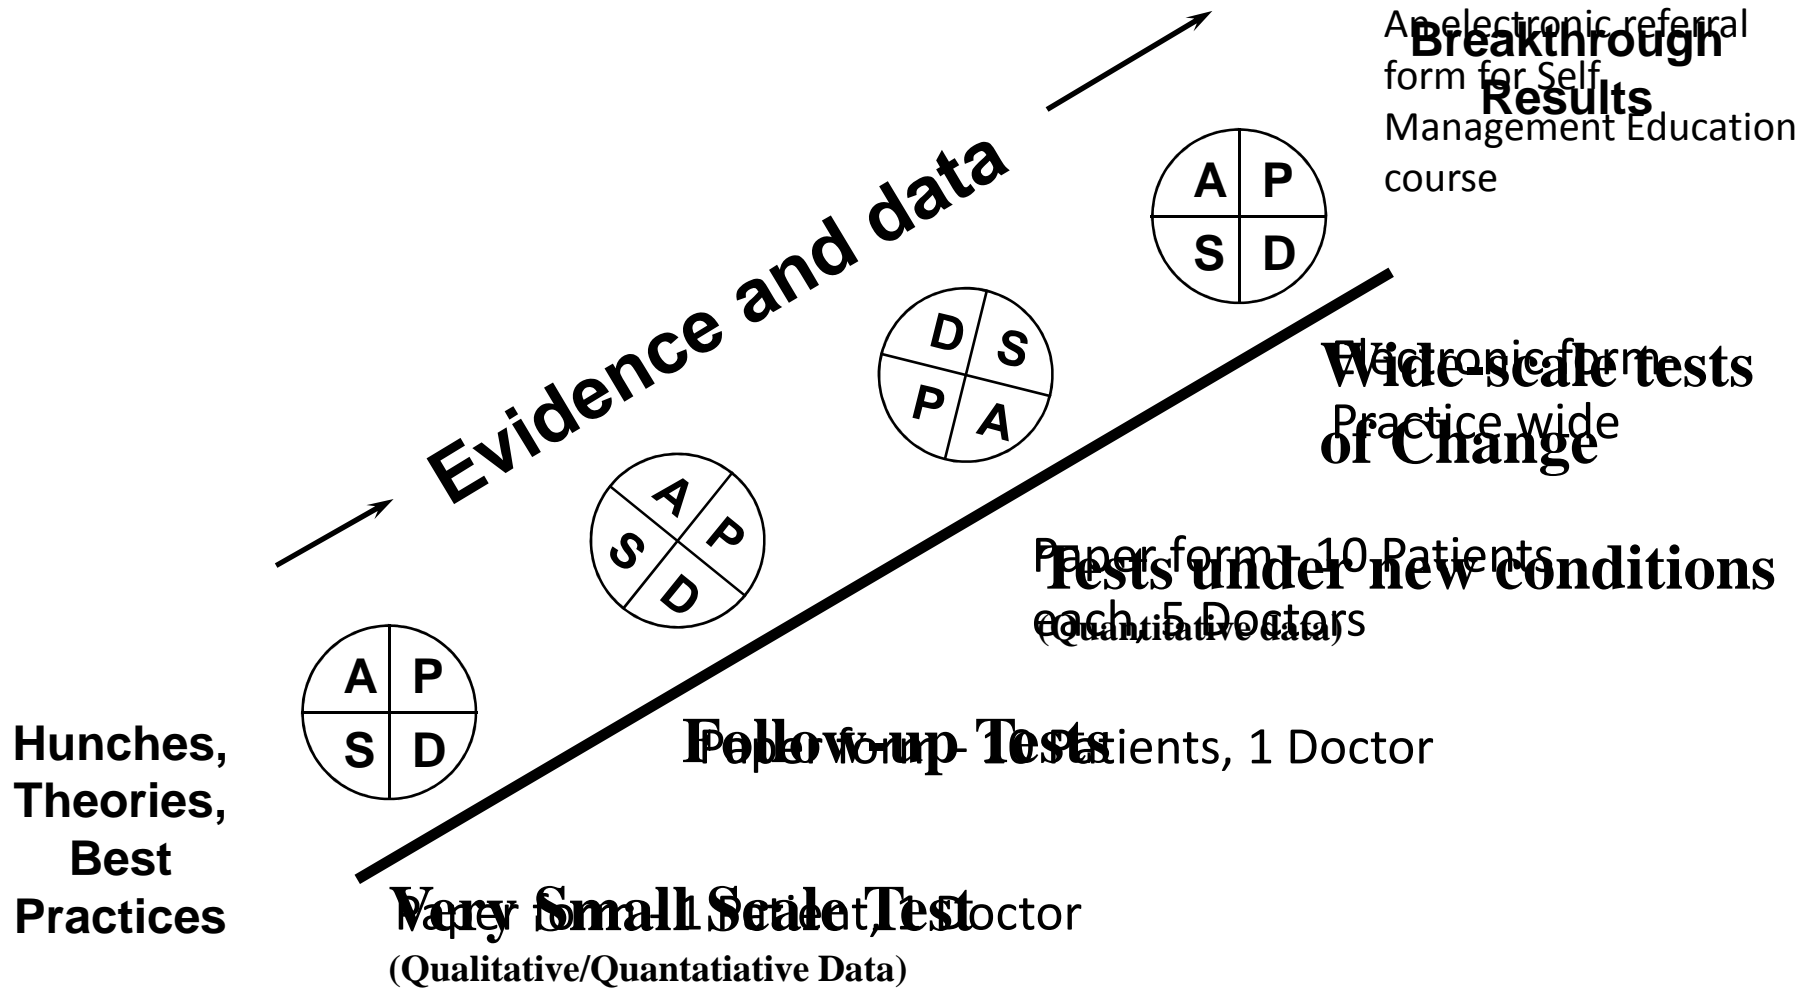 An electronic referral
form for Self
Management Education
course
Breakthrough
Results
Evidence and data
A P
S D
D S
P A
A P
S D
A P
S D
Electronic form-
Practice wide
Wide-scale tests
of Change
Paper form - 10 Patients
each, 5 Doctors
Tests under new conditions
(Quantitative data)
Follow-up Tests
Paper form - 10 Patients, 1 Doctor
Hunches,
Theories,
Best
Practices
Very Small Scale Test
Paper form - 1 Patient, 1 Doctor
(Qualitative/Quantatiative Data)